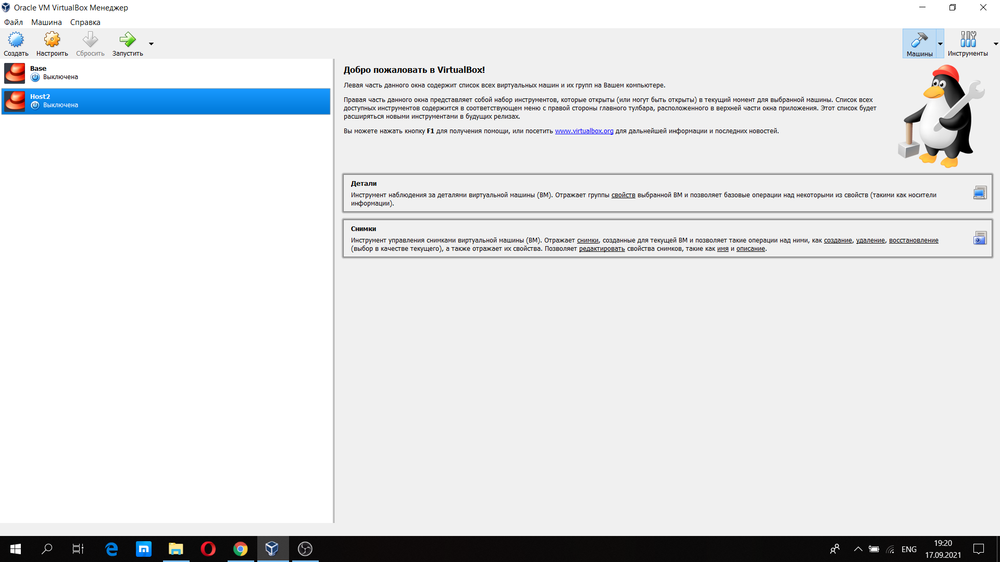 Oracle VM VirtualBox Менеджер
Файл Машина Справка
Создать Настроить Сбросить Запустить Машины Инструменты
Base
Выключена
Host2
Выключена
Добро пожаловать в VirtualBox!
Левая часть данного окна содержит список всех виртуальных машин и их групп на Вашем компьютере.
Правая часть данного окна представляет собой набор инструментов, которые открыты (или могут быть открыты) в текущий момент для выбранной машины. Список всех
доступных инструментов содержится в соответствующем меню с правой стороны главного тулбара, расположенного в верхней части окна приложения. Этот список будет
расширяться новыми инструментами в будущих релизах.
Вы можете нажать кнопку F1 для получения помощи, или посетить www.virtualbox.org для дальнейшей информации и последних новостей.
Детали
Инструмент наблюдения за деталями виртуальной машины (ВМ). Отражает группы свойств выбранной ВМ и позволяет базовые операции над некоторыми из свойств (такими как носители
информации).
Снимки
Инструмент управления снимками виртуальной машины (ВМ). Отражает снимки, созданные для текущей ВМ и позволяет такие операции над ними, как создание, удаление, восстановление
(выбор в качестве текущего), а также отражает их свойства. Позволяет редактировать свойства снимков, такие как имя и описание.
ENG
19:20
17.09.2021